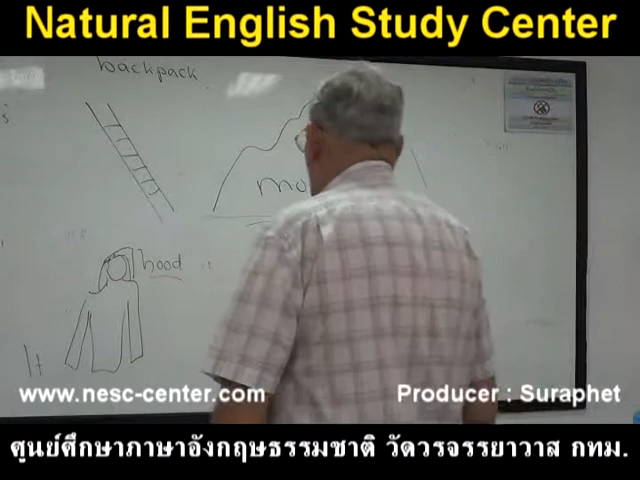 Natural English Study Center
backpack
mo
hood
It
www.nesc-center.com
Producer : Suraphet
ศูนย์ศึกษาภาษาอังกฤษธรรมชาติ วัดวรจรรยาวาส กทม.